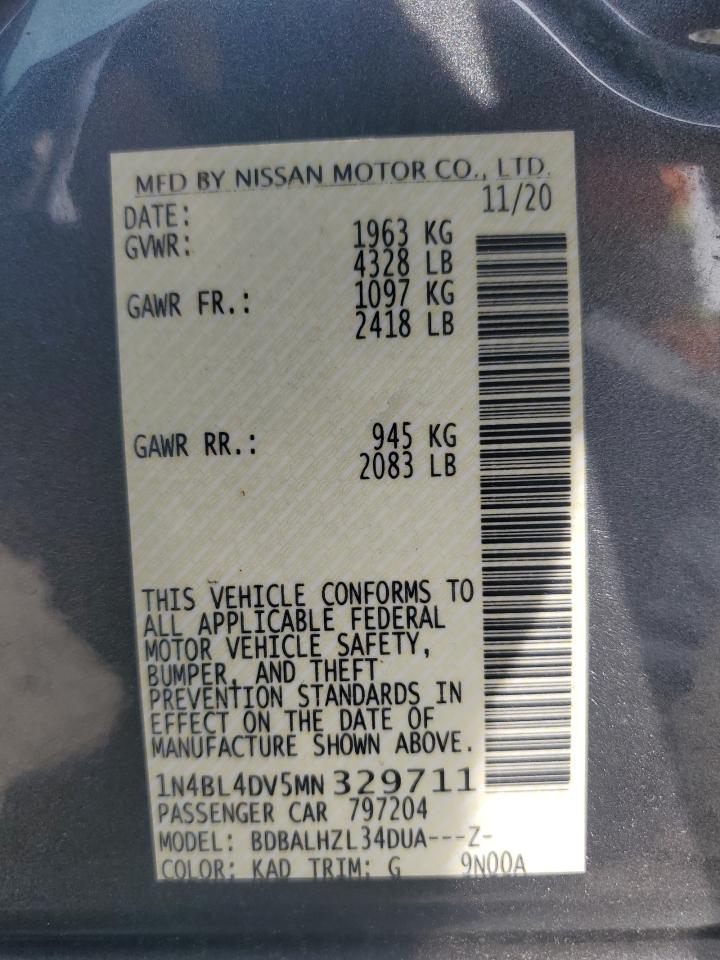 MFD BY NISSAN MOTOR CO., LTD.
DATE: 11/20
GVWR: 1963 KG
4328 LB
GAWR FR.: 1097 KG
2418 LB
GAWR RR.: 945 KG
2083 LB
THIS VEHICLE CONFORMS TO
ALL APPLICABLE FEDERAL
MOTOR VEHICLE SAFETY,
BUMPER, AND THEFT
PREVENTION STANDARDS IN
EFFECT ON THE DATE OF
MANUFACTURE SHOWN ABOVE.
1N4BL4DV5MN 329711
PASSENGER CAR 797204
MODEL: BDBALHZL34DUA---Z-
COLOR: KAD TRIM: G 9N00A